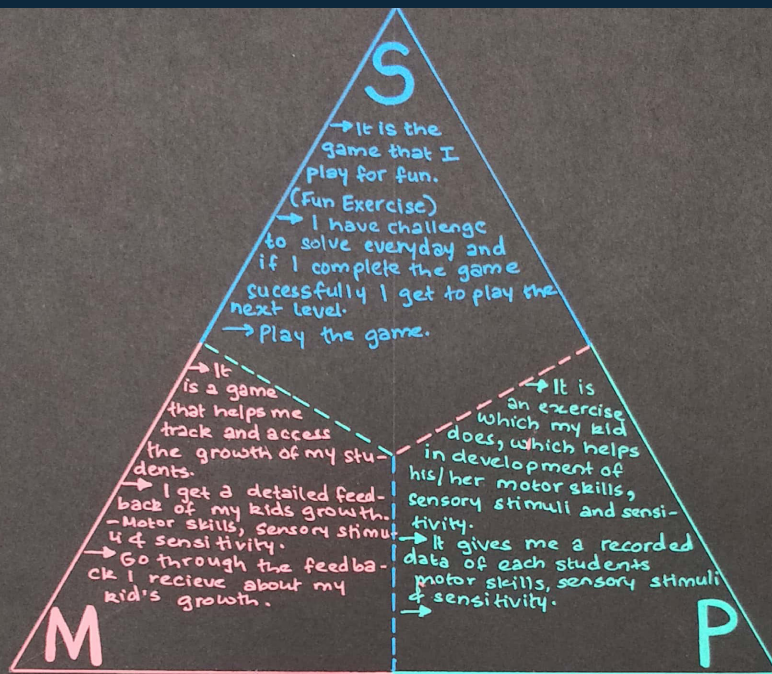 S
→It is the
game that I
play for fun.
(Fun Exercise)
→ I have challenge
to solve everyday and
if I complete the game
sucessfully I get to play the
next level.
→ Play the game.
→ It
is a game
that helps me
track and access
the growth of my stu-
dents.
→ I get a detailed feed-
back of my kids growth.
-Motor skills, sensory stimu
li & sensitivity.
→ Go through the feedba-
ck I recieve about my
kid's growth.
M
→ It is
an exercise
which my kid
does, which helps
in development of
his/her motor skills,
sensory stimuli and sensi-
tivity.
→ It gives me a recorded
data of each students
motor skills, sensory stimuli
& sensitivity.
→
P